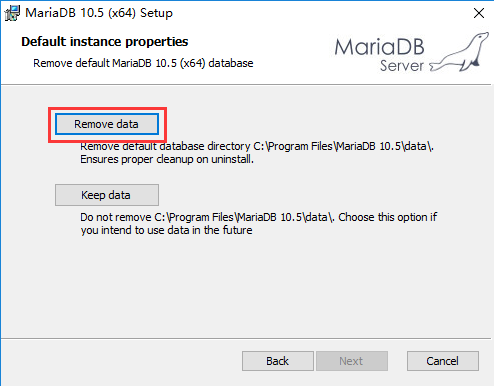 MariaDB 10.5 (x64) Setup
Default instance properties
Remove default MariaDB 10.5 (x64) database
MariaDB
Server
Remove data
Remove default database directory C:\Program Files\MariaDB 10.5\data\.
Ensures proper cleanup on uninstall.
Keep data
Do not remove C:\Program Files\MariaDB 10.5\data\. Choose this option if
you intend to use data in the future
Back
Next
Cancel